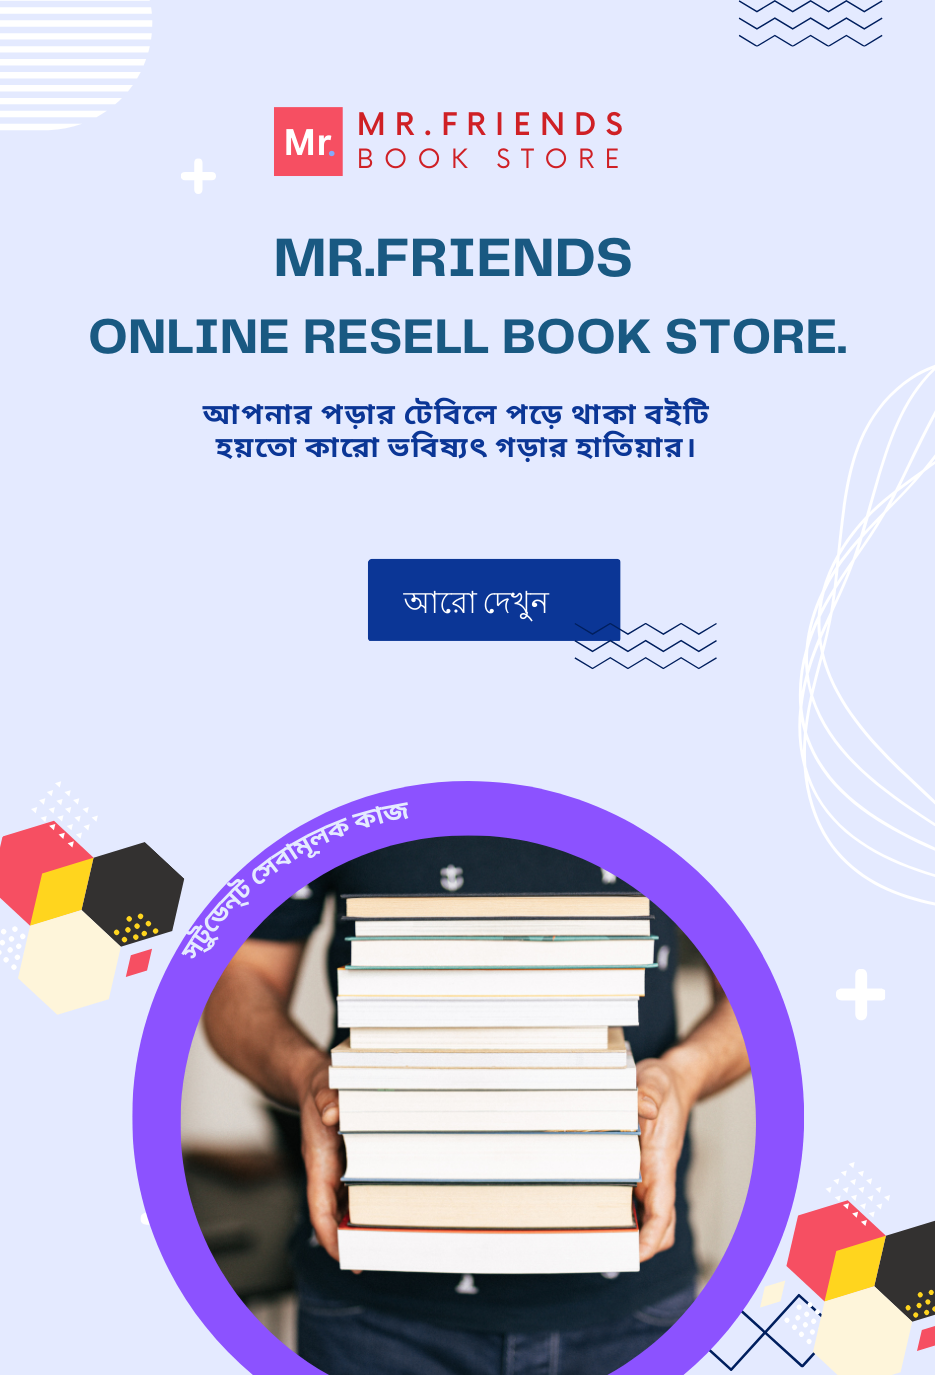 Mr.
MR.FRIENDS
BOOK STORE
MR.FRIENDS
ONLINE RESELL BOOK STORE.
আপনার পড়ার টেবিলে পড়ে থাকা বইটি
হয়তো কারো ভবিষ্যৎ গড়ার হাতিয়ার।
আরো দেখুন
স্টুডেন্ট সেবামূলক কাজ